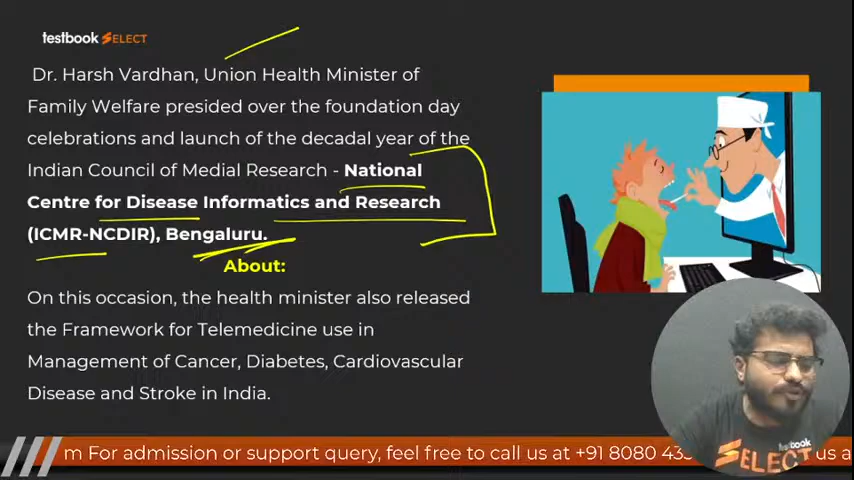 testbook SELECT
Dr. Harsh Vardhan, Union Health Minister of
Family Welfare presided over the foundation day
celebrations and launch of the decadal year of the
Indian Council of Medial Research - National
Centre for Disease Informatics and Research
(ICMR-NCDIR), Bengaluru.
About:
On this occasion, the health minister also released
the Framework for Telemedicine use in
Management of Cancer, Diabetes, Cardiovascular
Disease and Stroke in India.
testbook
SELECT
m For admission or support query, feel free to call us at +91 8080 43 us a